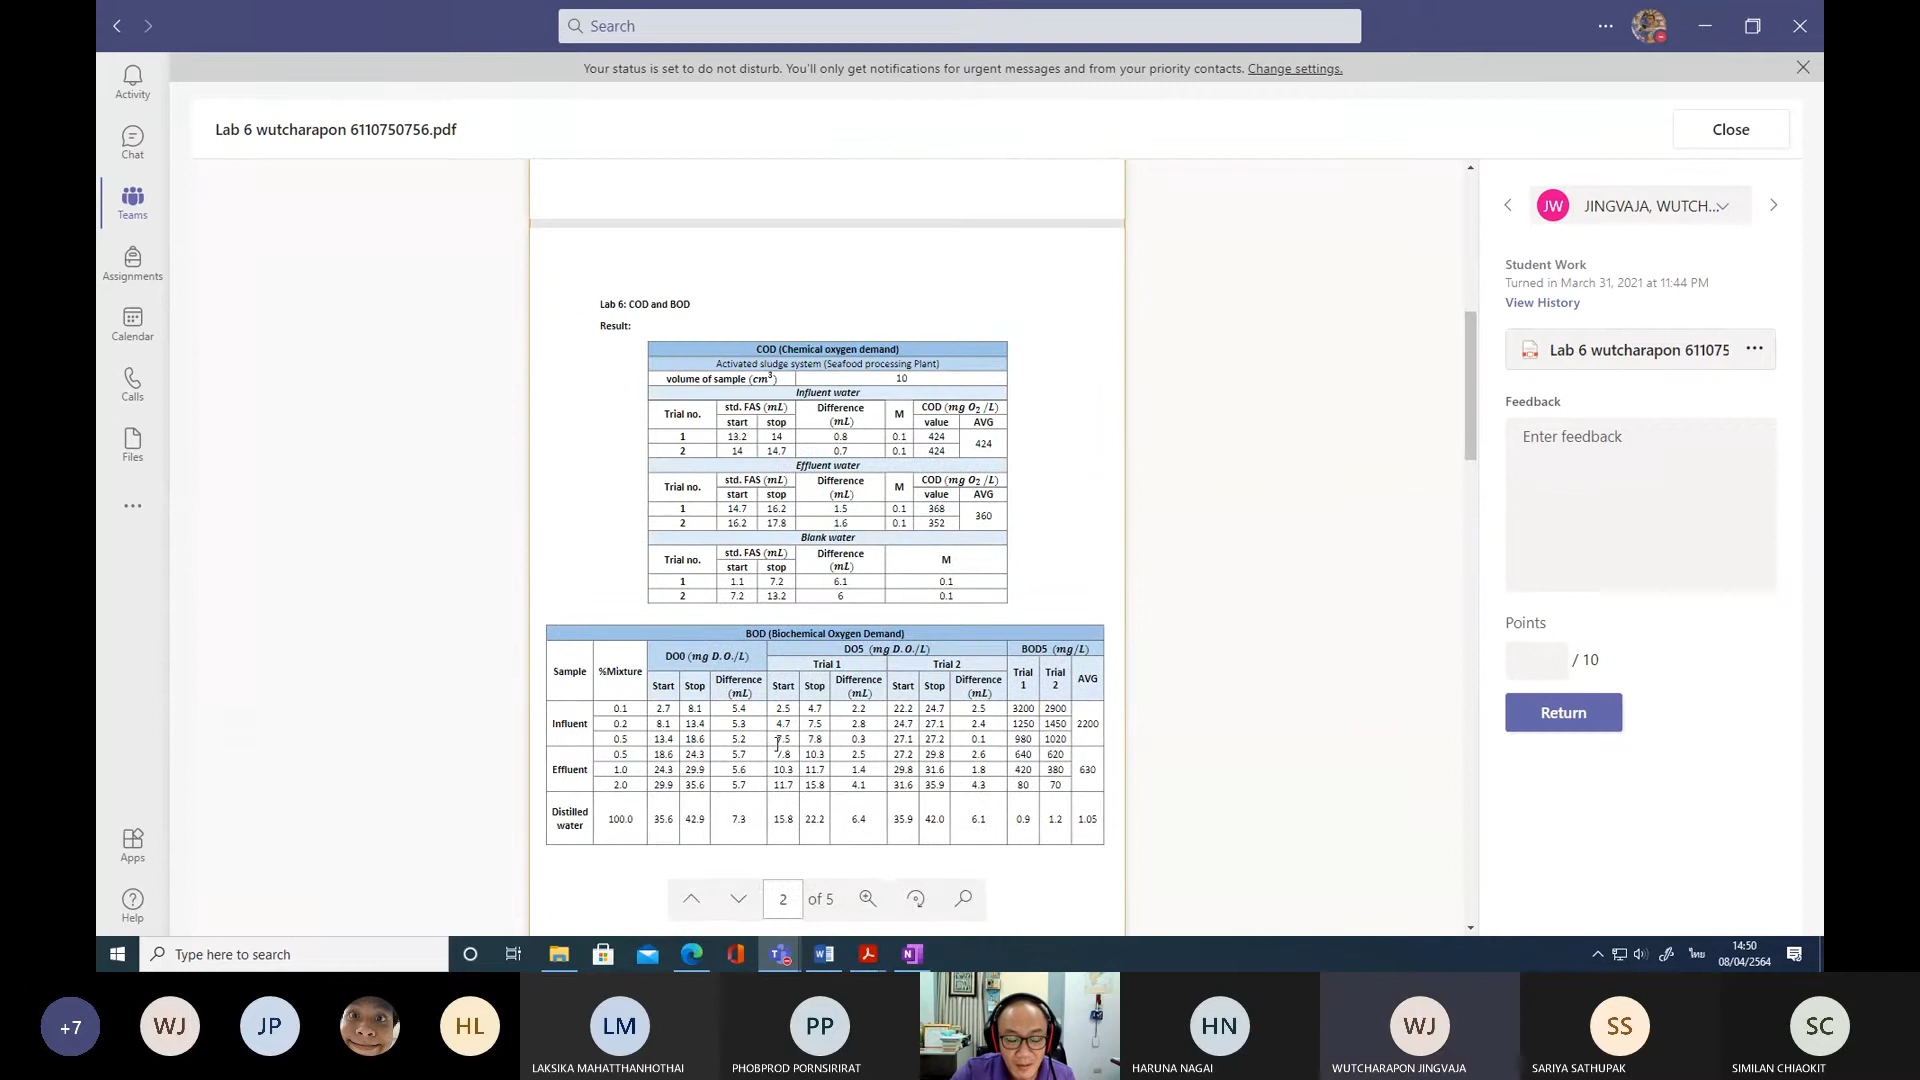 Search
Your status is set to do not disturb. You'll only get notifications for urgent messages and from your priority contacts. Change settings.
Activity
Chat
Teams
Assignments
Calendar
Calls
Files
Apps
Help
Lab 6 wutcharapon 6110750756.pdf
Close
Lab 6: COD and BOD
Result:
COD (Chemical oxygen demand)
Activated sludge system (Seafood processing Plant)
volume of sample (cm³) 10
Influent water
Trial no. std. FAS (mL) Difference (mL) M COD (mg O₂ /L)
start stop value AVG
1 13.2 14 0.8 0.1 424 424
2 14 14.7 0.7 0.1 424
Effluent water
Trial no. std. FAS (mL) Difference (mL) M COD (mg O₂ /L)
start stop value AVG
1 14.7 16.2 1.5 0.1 368 360
2 16.2 17.8 1.6 0.1 352
Blank water
Trial no. std. FAS (mL) Difference (mL) M
start stop
1 1.1 7.2 6.1 0.1
2 7.2 13.2 6 0.1
BOD (Biochemical Oxygen Demand)
Sample %Mixture DO0 (mg D.O./L) DO5 (mg D.O./L) BOD5 (mg/L)
Trial 1 Trial 2 Trial 1 Trial 2 AVG
Start Stop Difference (mL) Start Stop Difference (mL) Start Stop Difference (mL)
Influent 0.1 2.7 8.1 5.4 2.5 4.7 2.2 22.2 24.7 2.5 3200 2900 2200
0.2 8.1 13.4 5.3 4.7 7.5 2.8 24.7 27.1 2.4 1250 1450
0.5 13.4 18.6 5.2 7.5 7.8 0.3 27.1 27.2 0.1 980 1020
Effluent 0.5 18.6 24.3 5.7 7.8 10.3 2.5 27.2 29.8 2.6 640 620 630
1.0 24.3 29.9 5.6 10.3 11.7 1.4 29.8 31.6 1.8 420 380
2.0 29.9 35.6 5.7 11.7 15.8 4.1 31.6 35.9 4.3 80 70
Distilled water 100.0 35.6 42.9 7.3 15.8 22.2 6.4 35.9 42.0 6.1 0.9 1.2 1.05
2 of 5
JW JINGVAJA, WUTCH...
Student Work
Turned in March 31, 2021 at 11:44 PM
View History
Lab 6 wutcharapon 611075
Feedback
Enter feedback
Points
/ 10
Return
Type here to search
ไทย
14:50
08/04/2564
+7
WJ
JP
HL
LM
LAKSIKA MAHATTHANHOTHAI
PP
PHOBPROD PORNSIRIRAT
HN
HARUNA NAGAI
WJ
WUTCHARAPON JINGVAJA
SS
SARIYA SATHUPAK
SC
SIMILAN CHIAOKIT